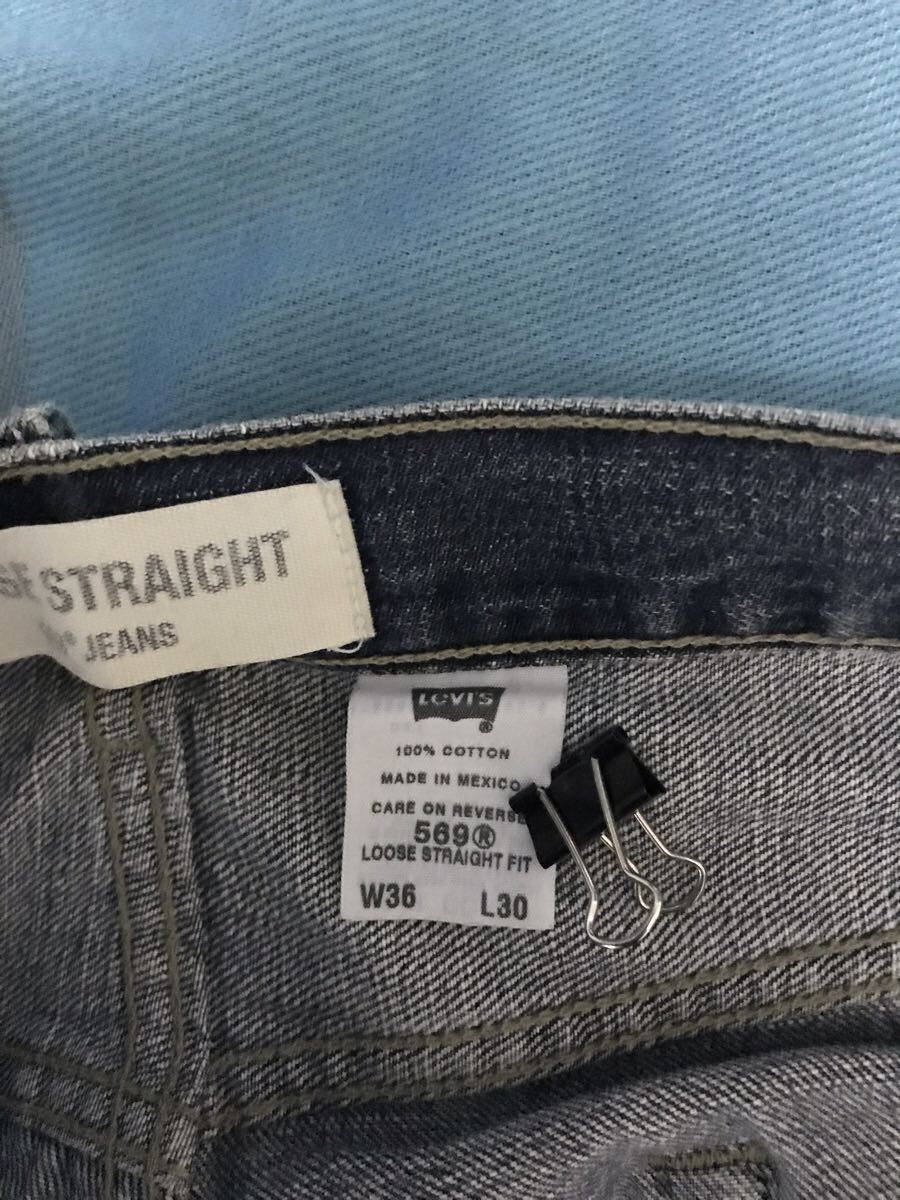 STRAIGHT
JEANS
LEVI'S
®
100% COTTON
MADE IN MEXICO
CARE ON REVERSE
569®
LOOSE STRAIGHT FIT
W36 L30